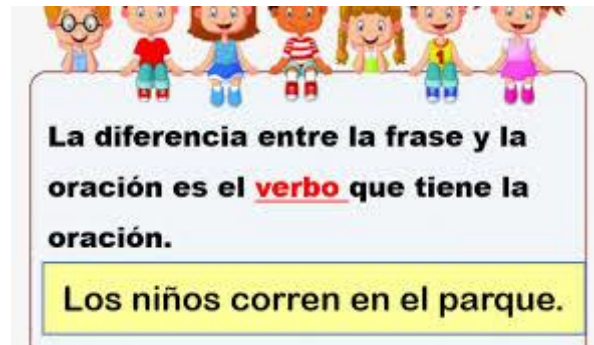 La diferencia entre la frase y la
oración es el verbo que tiene la
oración.
Los niños corren en el parque.